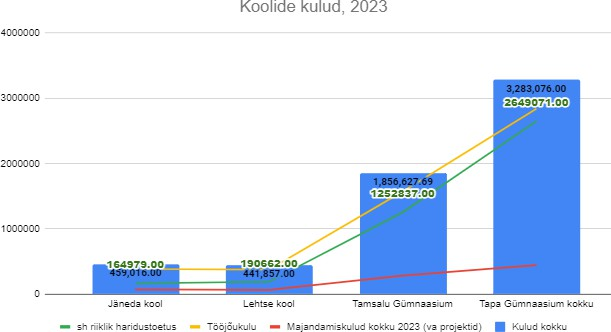 Koolide kulud, 2023
4000000
3000000
2000000
1000000
0
3,283,076.00
2649071.00
1,856,627.69
1252837.00
164979.00
459,016.00
190662.00
441,857.00
Jäneda kool
Lehtse kool
Tamsalu Gümnaasium
Tapa Gümnaasium kokku
sh riiklik haridustoetus
Tööjõukulu
Majandamiskulud kokku 2023 (va projektid)
Kulud kokku